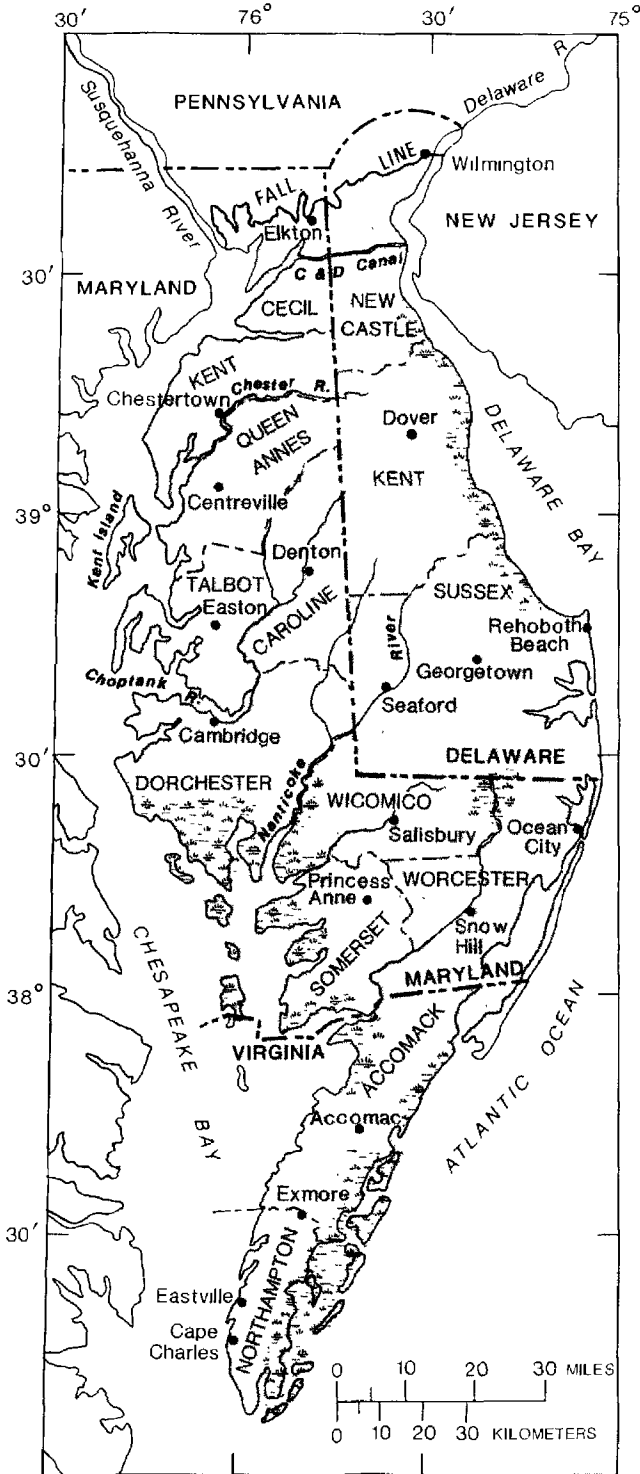 30' 76° 30' 75°
PENNSYLVANIA
Delaware R.
Susquehanna River
FALL LINE
Wilmington
Elkton
NEW JERSEY
30'
C & D Canal
MARYLAND
CECIL
NEW
CASTLE
KENT
Chestertown
Chester R.
QUEEN
ANNES
Dover
DELAWARE BAY
KENT
Centreville
39°
Kent Island
Denton
TALBOT
Easton
CAROLINE
SUSSEX
Rehoboth
Beach
River
Georgetown
Choptank R.
Seaford
Cambridge
30'
DELAWARE
DORCHESTER
Nanticoke
WICOMICO
Salisbury
Ocean
City
Princess
Anne
WORCESTER
SOMERSET
Snow
Hill
CHESAPEAKE BAY
MARYLAND
38°
VIRGINIA
ACCOMACK
ATLANTIC OCEAN
Accomac
Exmore
30'
NORTHAMPTON
Eastville
Cape
Charles
0 10 20 30 MILES
0 10 20 30 KILOMETERS